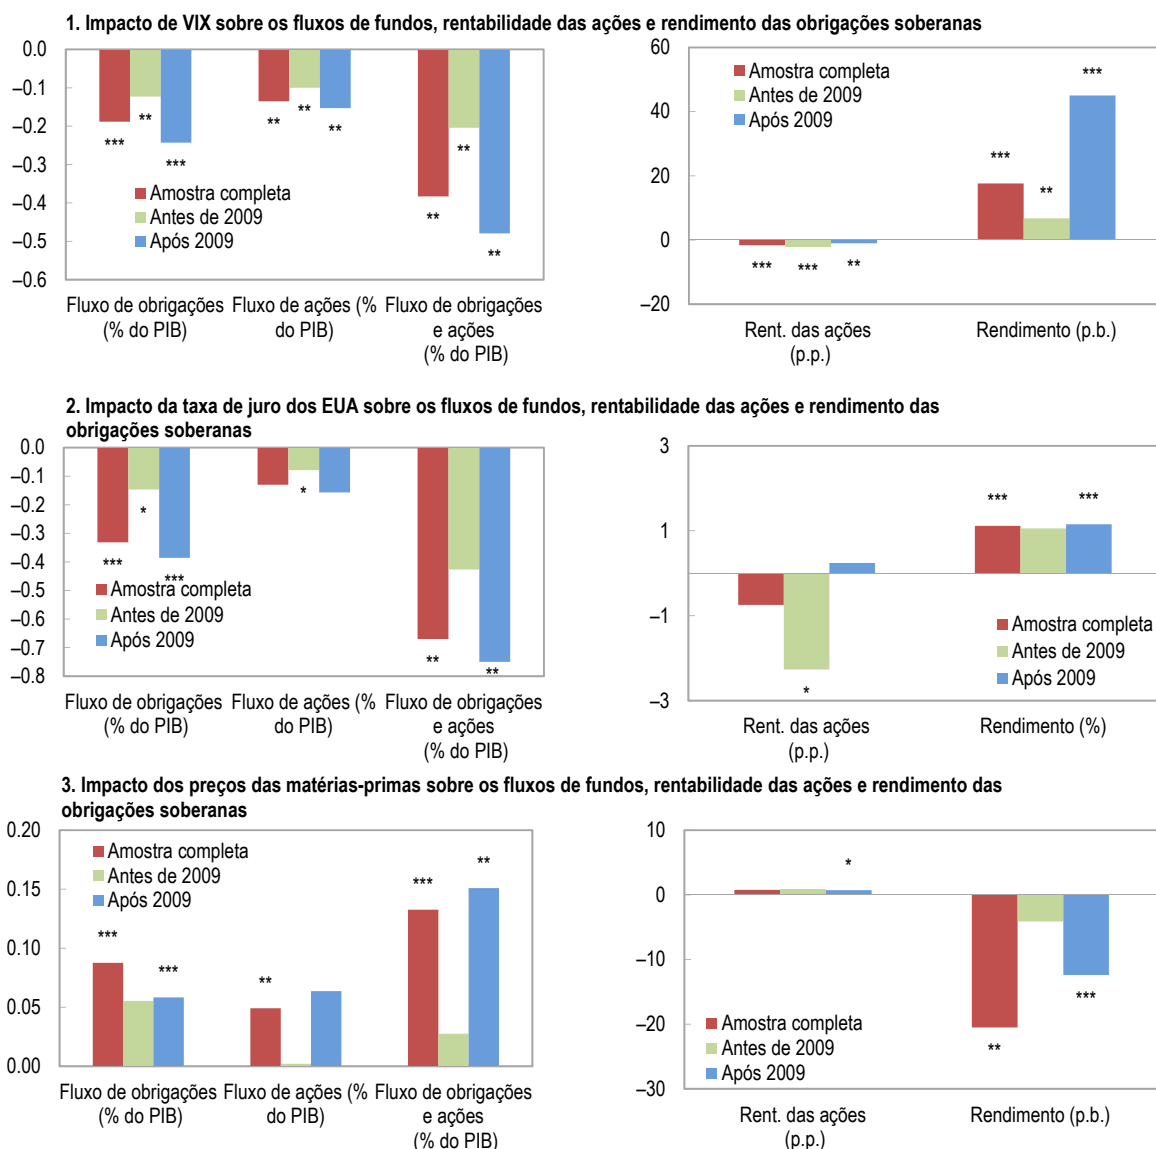 1. Impacto de VIX sobre os fluxos de fundos, rentabilidade das ações e rendimento das obrigações soberanas
0.0
–0.1
–0.2
–0.3
–0.4
–0.5
–0.6
***
**
***
**
**
**
**
**
**
Amostra completa
Antes de 2009
Após 2009
Fluxo de obrigações
(% do PIB)
Fluxo de ações (%
do PIB)
Fluxo de obrigações
e ações
(% do PIB)
60
40
20
0
–20
Amostra completa
Antes de 2009
Após 2009
***
***
**
***
**
***
Rent. das ações
(p.p.)
Rendimento (p.b.)
2. Impacto da taxa de juro dos EUA sobre os fluxos de fundos, rentabilidade das ações e rendimento das
obrigações soberanas
0.0
–0.1
–0.2
–0.3
–0.4
–0.5
–0.6
–0.7
–0.8
***
*
***
*
**
**
Amostra completa
Antes de 2009
Após 2009
Fluxo de obrigações
(% do PIB)
Fluxo de ações (%
do PIB)
Fluxo de obrigações
e ações
(% do PIB)
3
1
–1
–3
*
***
***
Amostra completa
Antes de 2009
Após 2009
Rent. das ações
(p.p.)
Rendimento (%)
3. Impacto dos preços das matérias-primas sobre os fluxos de fundos, rentabilidade das ações e rendimento das
obrigações soberanas
0.20
0.15
0.10
0.05
0.00
Amostra completa
Antes de 2009
Após 2009
***
***
**
***
**
Fluxo de obrigações
(% do PIB)
Fluxo de ações (%
do PIB)
Fluxo de obrigações
e ações
(% do PIB)
10
0
–10
–20
–30
*
**
***
Amostra completa
Antes de 2009
Após 2009
Rent. das ações
(p.p.)
Rendimento (p.b.)